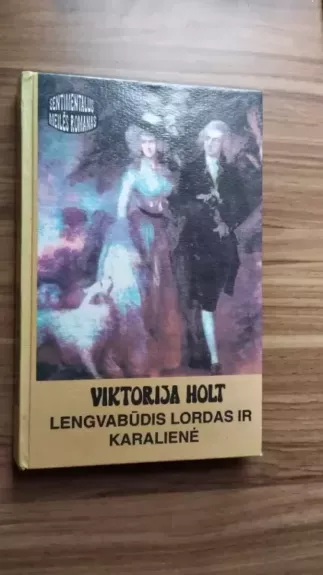 SENTIMENTALUS
MEILĖS ROMANAS
VIKTORIJA HOLT
LENGVABŪDIS LORDAS IR
KARALIENĖ